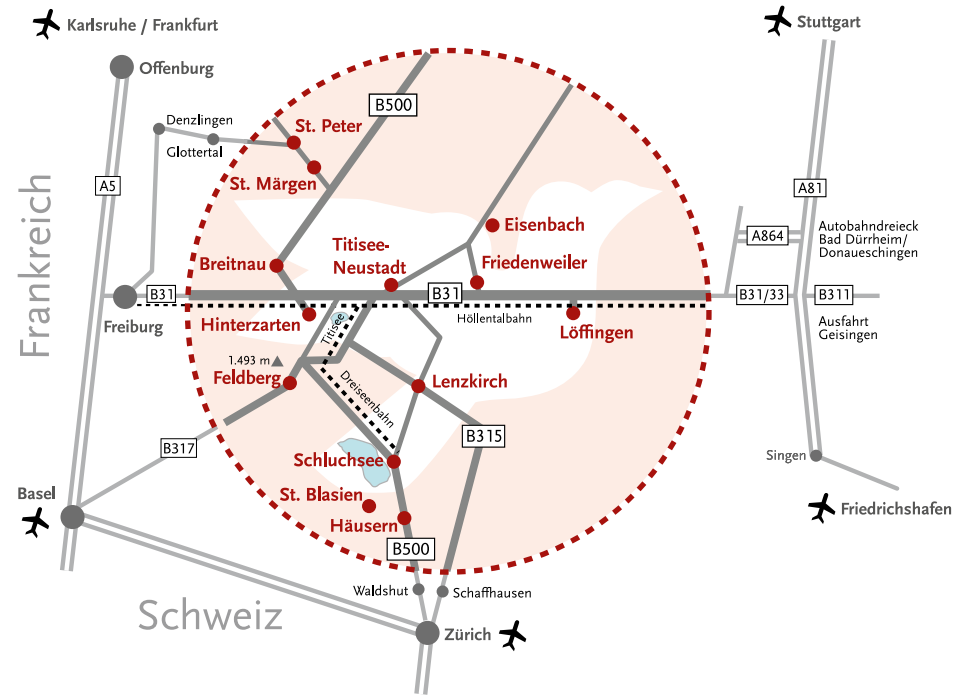 Karlsruhe / Frankfurt
Stuttgart
Offenburg
B500
Denzlingen
St. Peter
Glottertal
St. Märgen
A5
A81
Frankreich
Eisenbach
Autobahndreieck
Bad Dürrheim/
Donaueschingen
A864
Titisee-
Neustadt
Breitnau
Friedenweiler
B31
B31
B31/33
B311
Freiburg
Hinterzarten
Titisee
Höllentalbahn
Löffingen
Ausfahrt
Geisingen
1.493 m
Feldberg
Dreiseenbahn
Lenzkirch
B317
B315
Schluchsee
Singen
Basel
St. Blasien
Häusern
Friedrichshafen
B500
Waldshut
Schaffhausen
Schweiz
Zürich